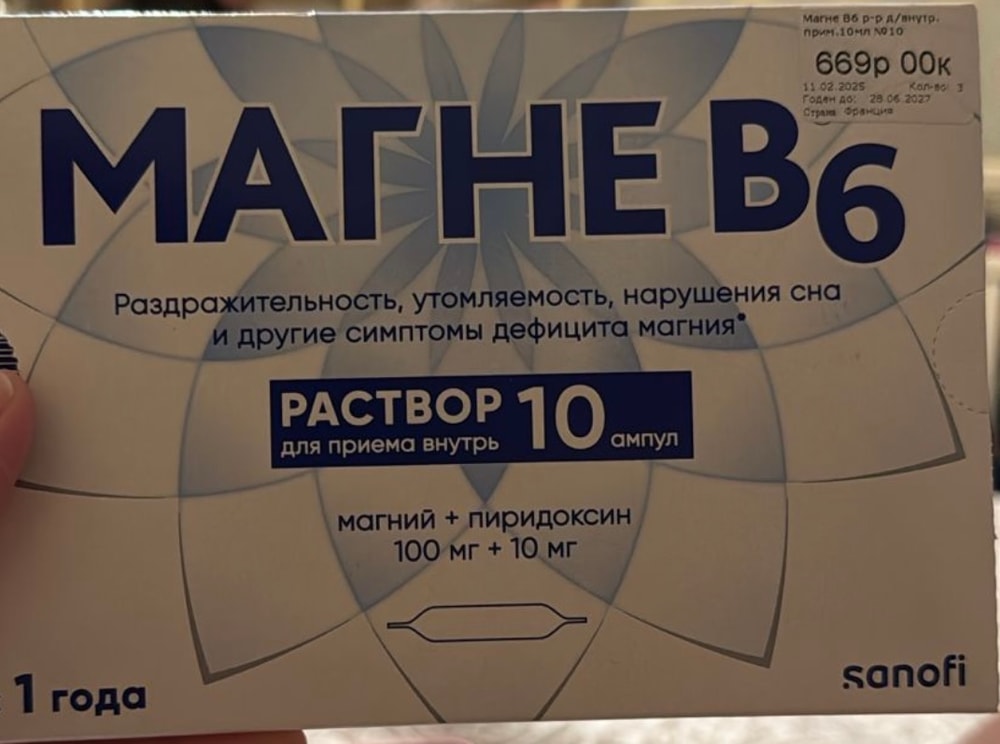 Магне В6 р-р д/внутр.
прим.10мл №10
669р 00к
11.02.2025 Кол-во: 3
Годен до: 28.06.2027
Страна Франция
МАГНЕ B6
Раздражительность, утомляемость, нарушения сна
и другие симптомы дефицита магния*
РАСТВОР 10
для приема внутрь ампул
магний + пиридоксин
100 мг + 10 мг
1 года
sanofi